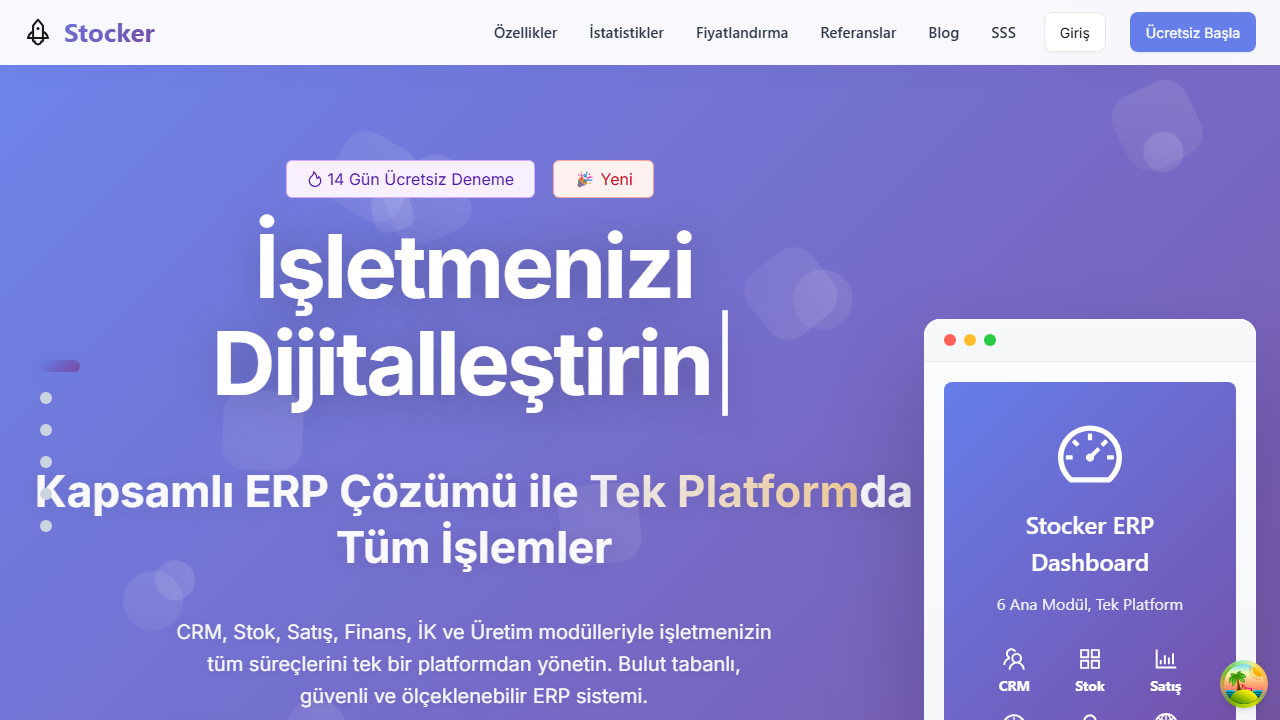 Stocker
Özellikler
İstatistikler
Fiyatlandırma
Referanslar
Blog
SSS
Giriş
Ücretsiz Başla
14 Gün Ücretsiz Deneme
🎉 Yeni
İşletmenizi
Dijitalleştirin
Kapsamlı ERP Çözümü ile Tek Platformda
Tüm İşlemler
CRM, Stok, Satış, Finans, İK ve Üretim modülleriyle işletmenizin
tüm süreçlerini tek bir platformdan yönetin. Bulut tabanlı,
güvenli ve ölçeklenebilir ERP sistemi.
Stocker ERP
Dashboard
6 Ana Modül, Tek Platform
CRM
Stok
Satış